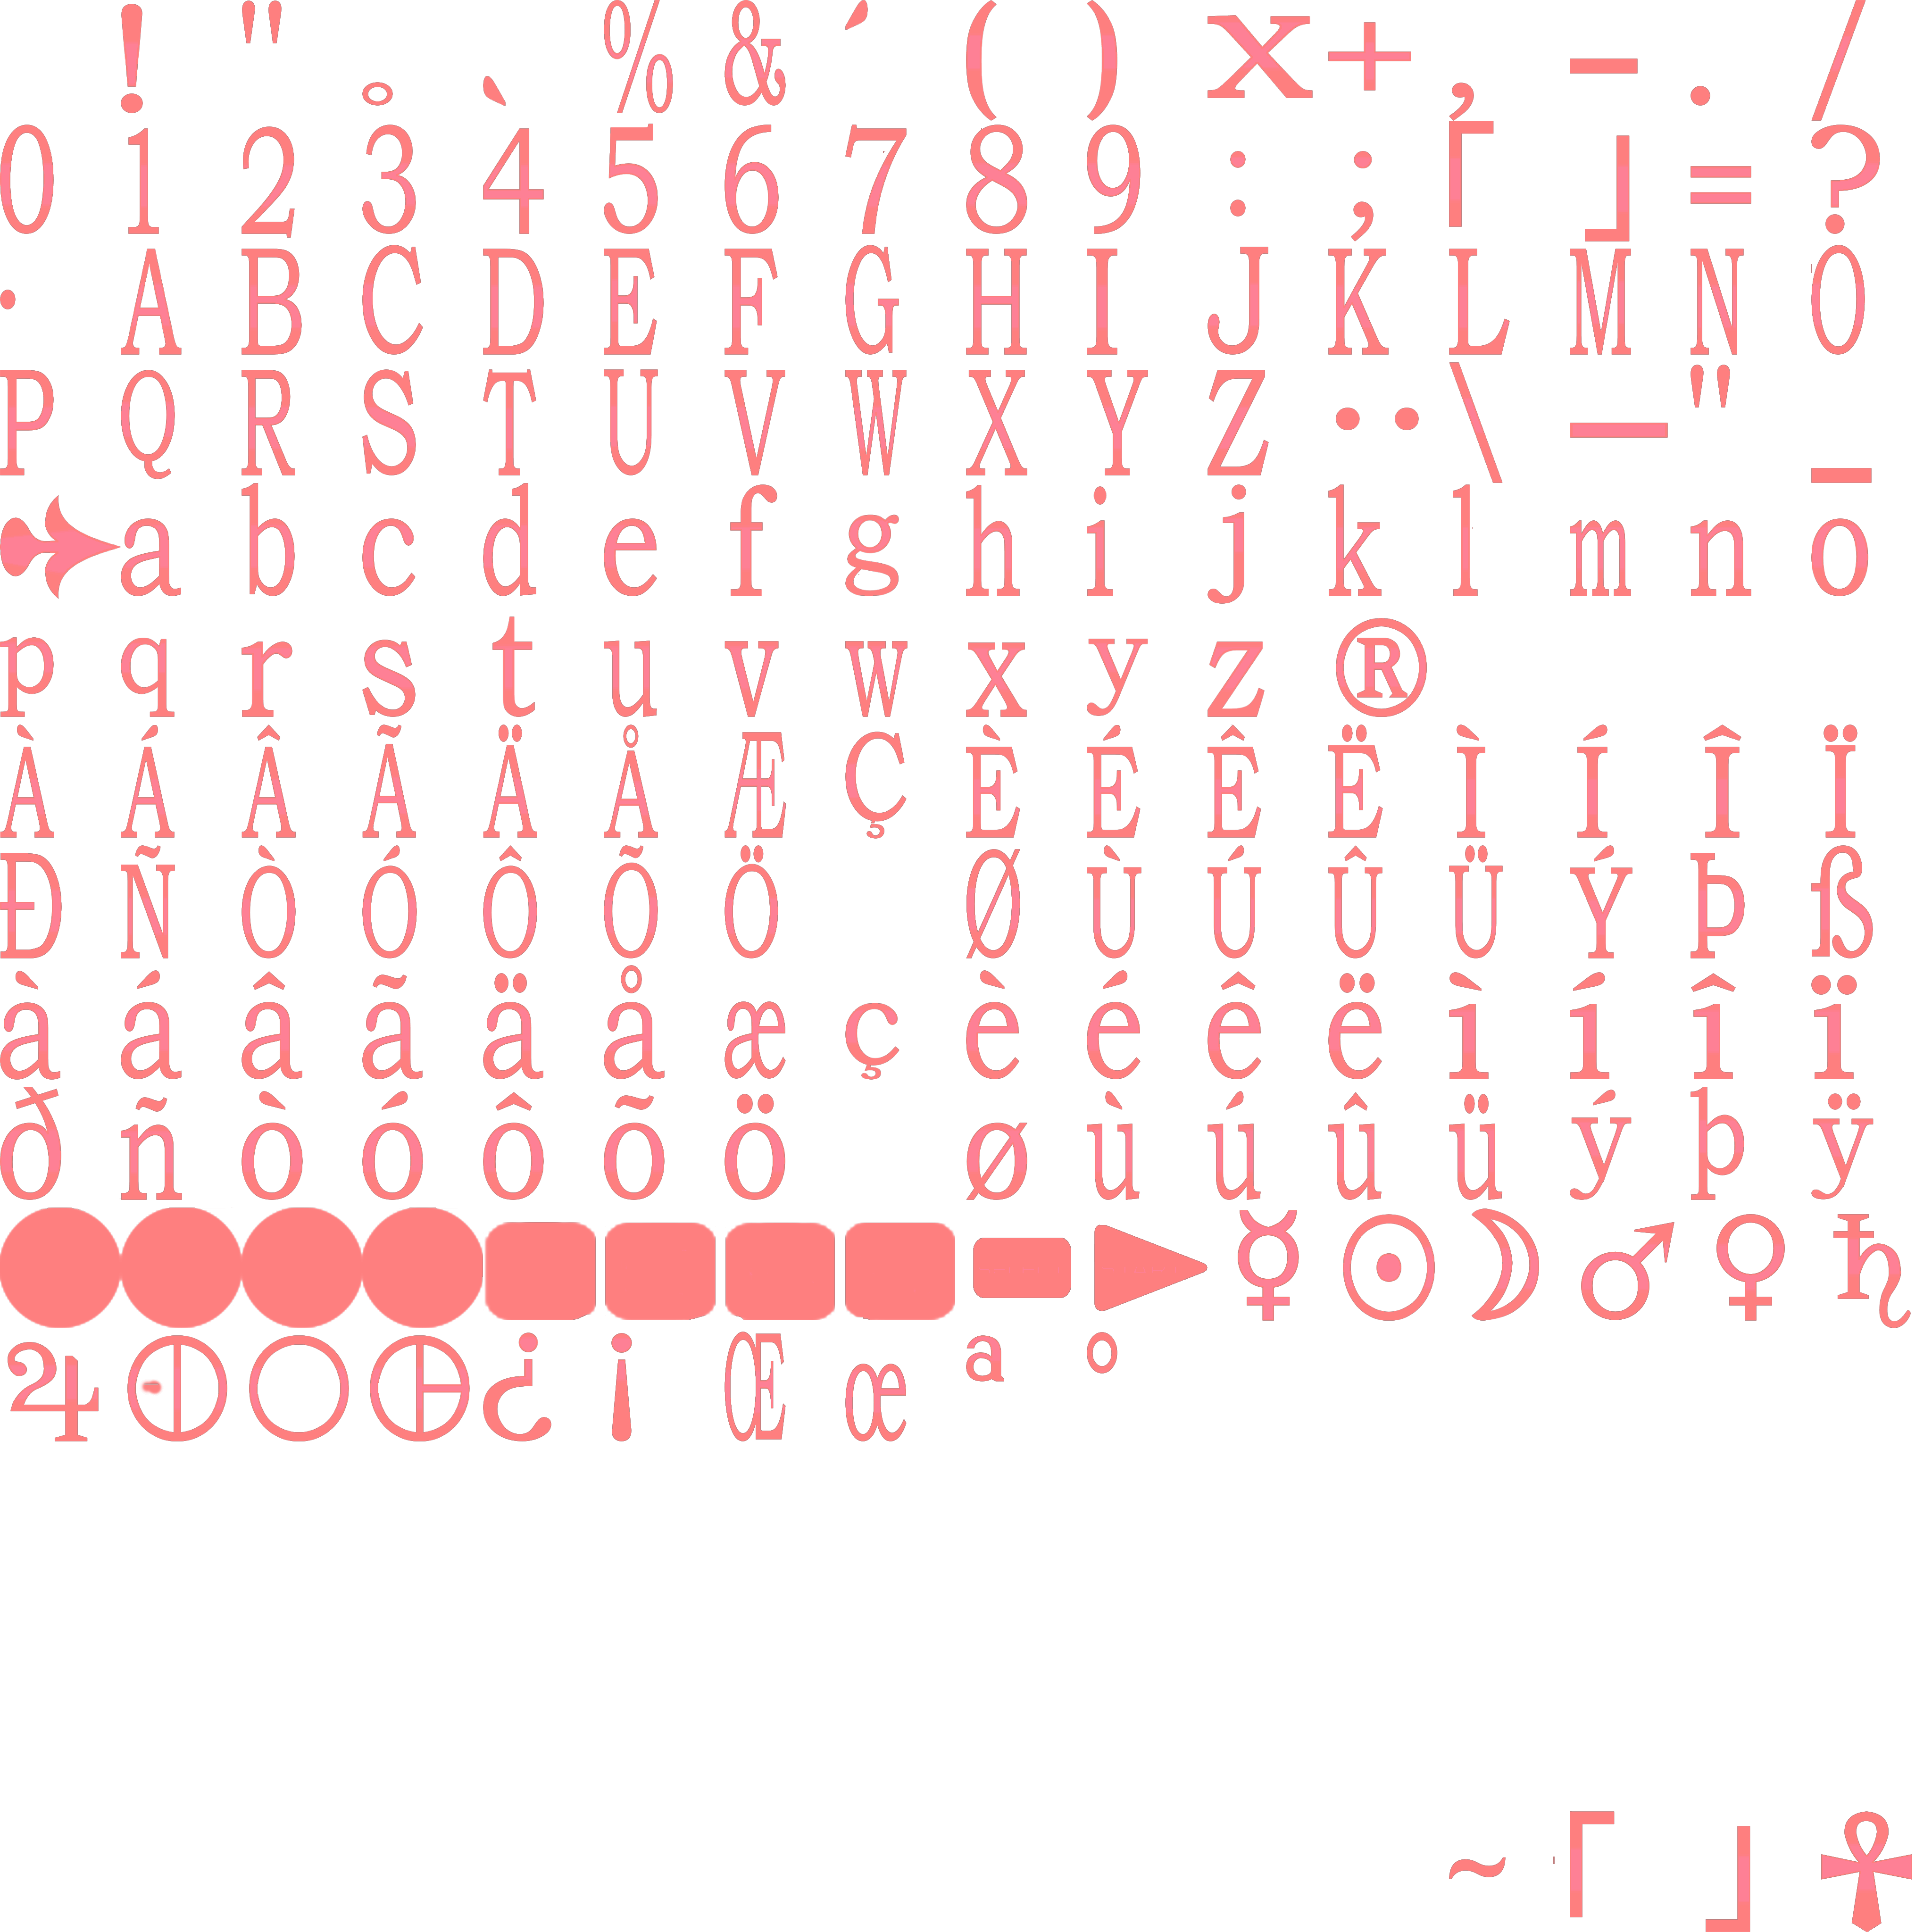 ! " ｡ 、 % & ´ ( ) x + , - . /
0 1 2 3 4 5 6 7 8 9 : ; 「 」 = ?
· A B C D E F G H I J K L M N O
P Q R S T U V W X Y Z ·· \ — " _
a b c d e f g h i j k l m n o
p q r s t u v w x y z ®
À Á Â Ã Ä Å Æ Ç È É Ê Ë Ì Í Î Ï
Ð Ñ Ò Ó Ô Õ Ö Ø Ù Ú Û Ü Ý Þ ß
à á â ã ä å æ ç è é ê ë ì í î ï
ð ñ ò ó ô õ ö ø ù ú û ü ý þ ÿ
☿ ☉ ☽ ♂ ♀ ♄
♃ ¿ ¡ Œ œ ª º
~ 「 」 ☥